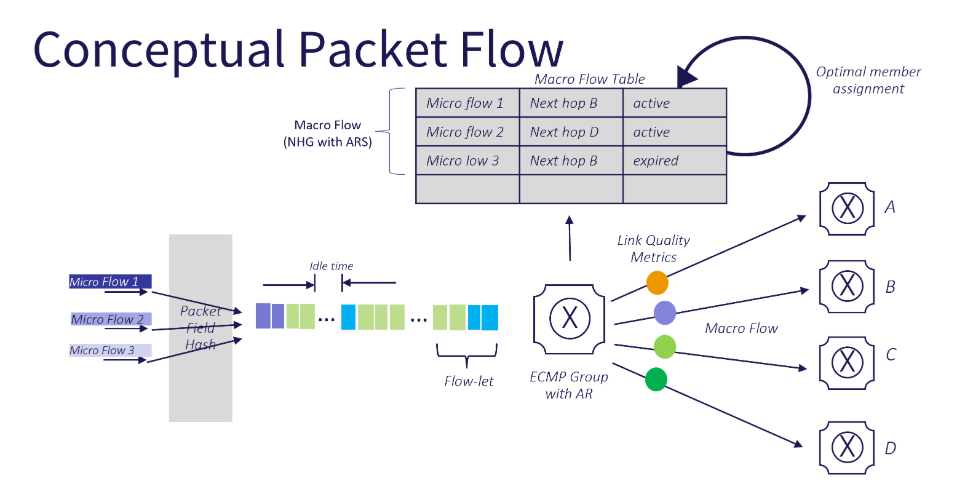 Conceptual Packet Flow
Macro Flow Table
Optimal member
assignment
Micro flow 1 Next hop B active
Micro flow 2 Next hop D active
Micro low 3 Next hop B expired
Macro Flow
(NHG with ARS)
Micro Flow 1
Micro Flow 2
Micro Flow 3
Packet
Field
Hash
Idle time
...
...
Flow-let
X
ECMP Group
with AR
Link Quality
Metrics
Macro Flow
X A
X B
X C
X D